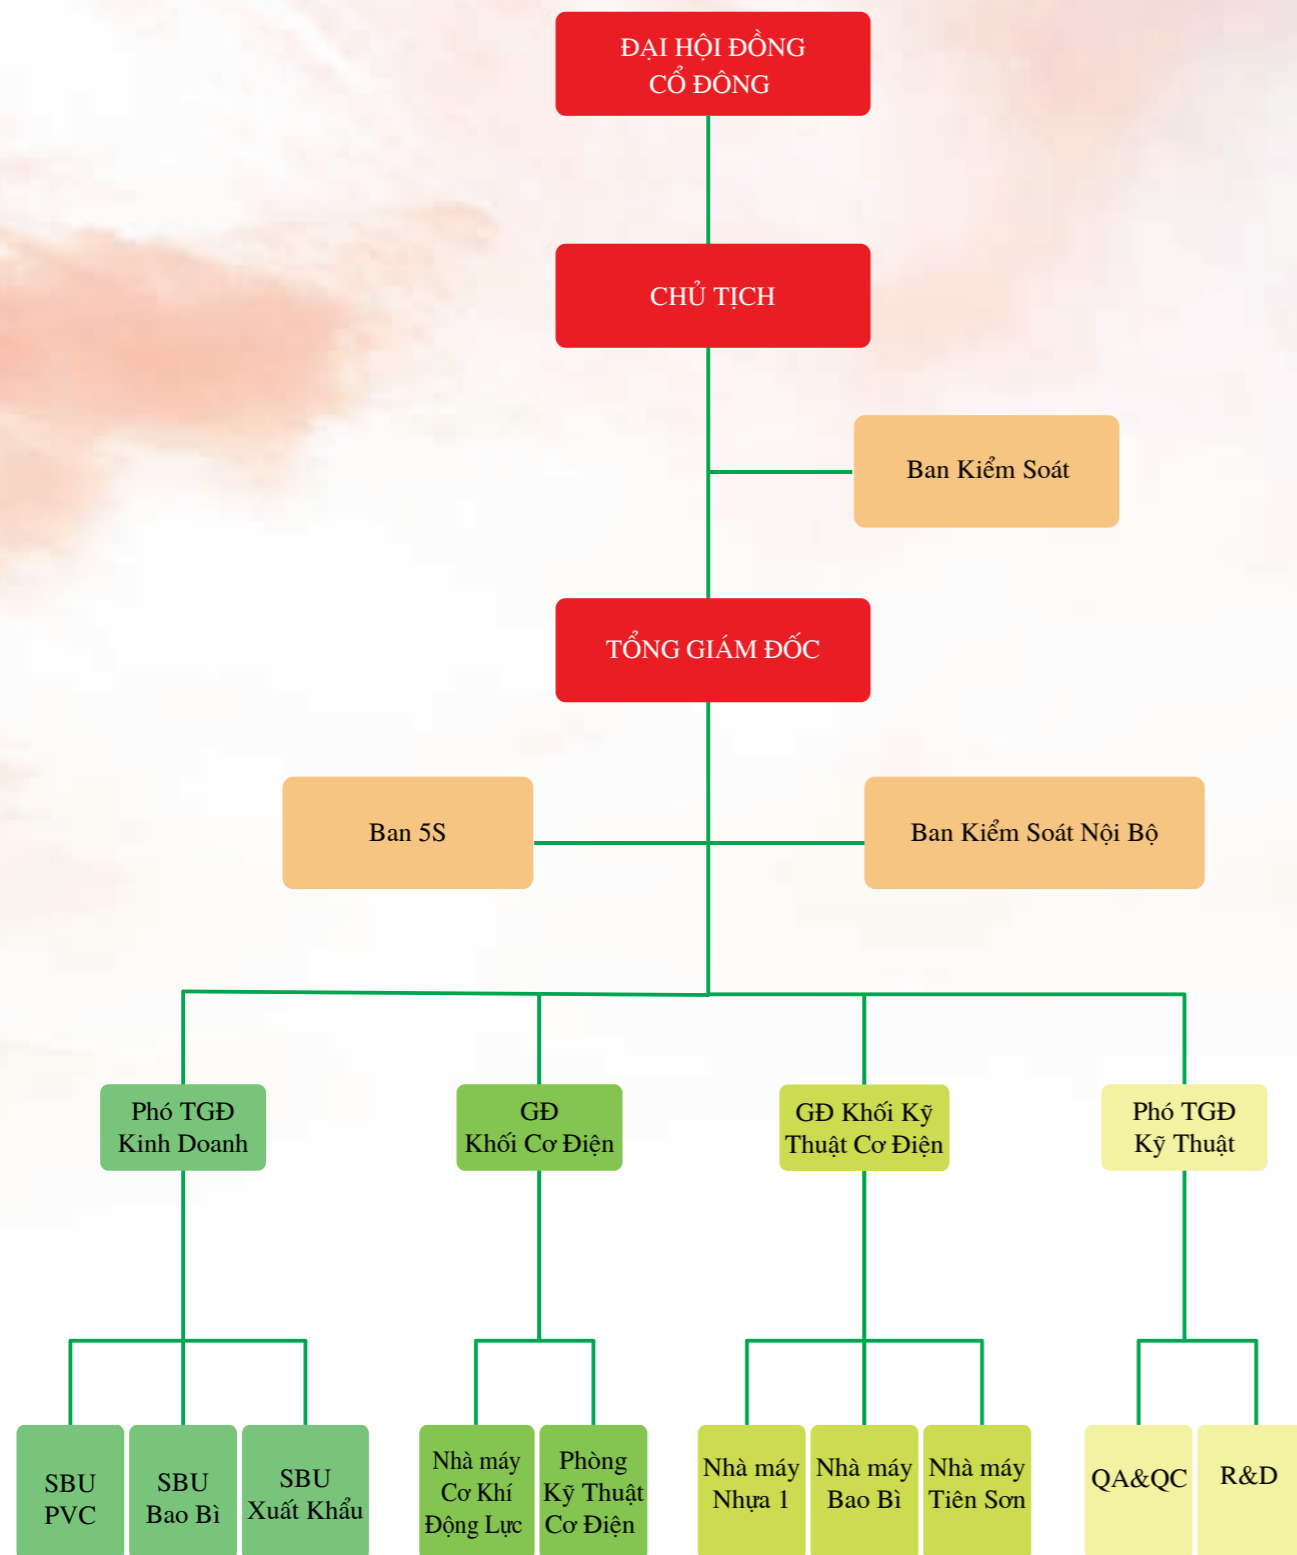 ĐẠI HỘI ĐỒNG
CỔ ĐÔNG
CHỦ TỊCH
Ban Kiểm Soát
TỔNG GIÁM ĐỐC
Ban 5S
Ban Kiểm Soát Nội Bộ
Phó TGĐ
Kinh Doanh
GĐ
Khối Cơ Điện
GĐ Khối Kỹ
Thuật Cơ Điện
Phó TGĐ
Kỹ Thuật
SBU
PVC
SBU
Bao Bì
SBU
Xuất Khẩu
Nhà máy
Cơ Khí
Động Lực
Phòng
Kỹ Thuật
Cơ Điện
Nhà máy
Nhựa 1
Nhà máy
Bao Bì
Nhà máy
Tiên Sơn
QA&QC
R&D